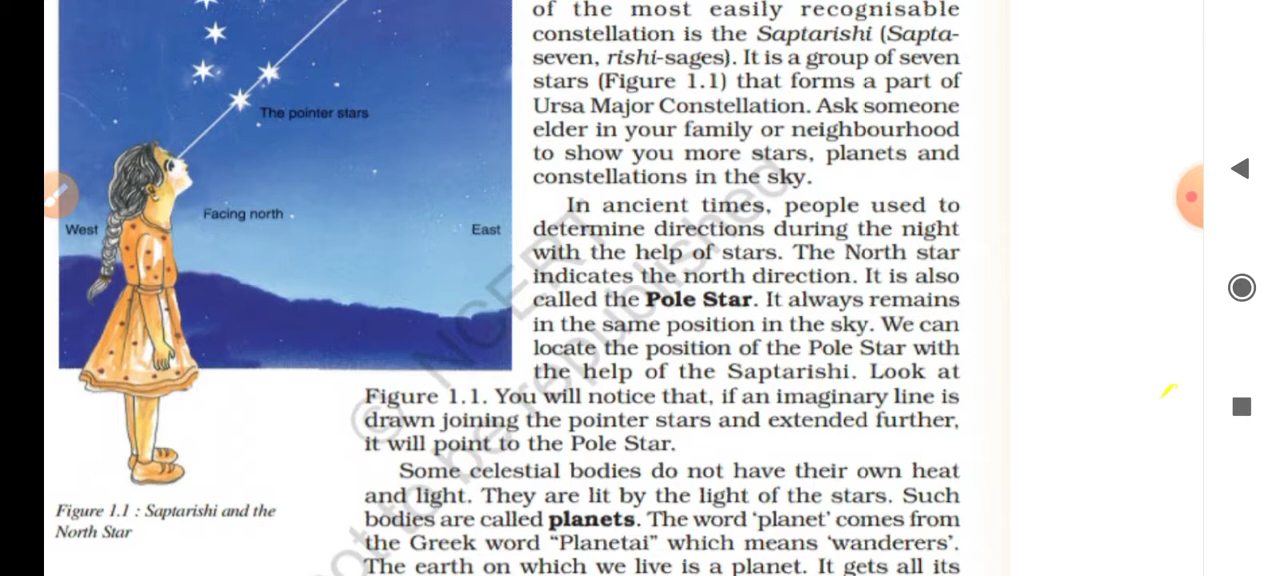 of the most easily recognisable
constellation is the Saptarishi (Sapta-
seven, rishi-sages). It is a group of seven
stars (Figure 1.1) that forms a part of
Ursa Major Constellation. Ask someone
elder in your family or neighbourhood
to show you more stars, planets and
constellations in the sky.
In ancient times, people used to
determine directions during the night
with the help of stars. The North star
indicates the north direction. It is also
called the Pole Star. It always remains
in the same position in the sky. We can
locate the position of the Pole Star with
the help of the Saptarishi. Look at
Figure 1.1. You will notice that, if an imaginary line is
drawn joining the pointer stars and extended further,
it will point to the Pole Star.
Some celestial bodies do not have their own heat
and light. They are lit by the light of the stars. Such
bodies are called planets. The word ‘planet’ comes from
the Greek word “Planetai” which means ‘wanderers’.
The earth on which we live is a planet. It gets all its
The pointer stars
Facing north
West
East
Figure 1.1 : Saptarishi and the
North Star
© NCERT
not to be republished